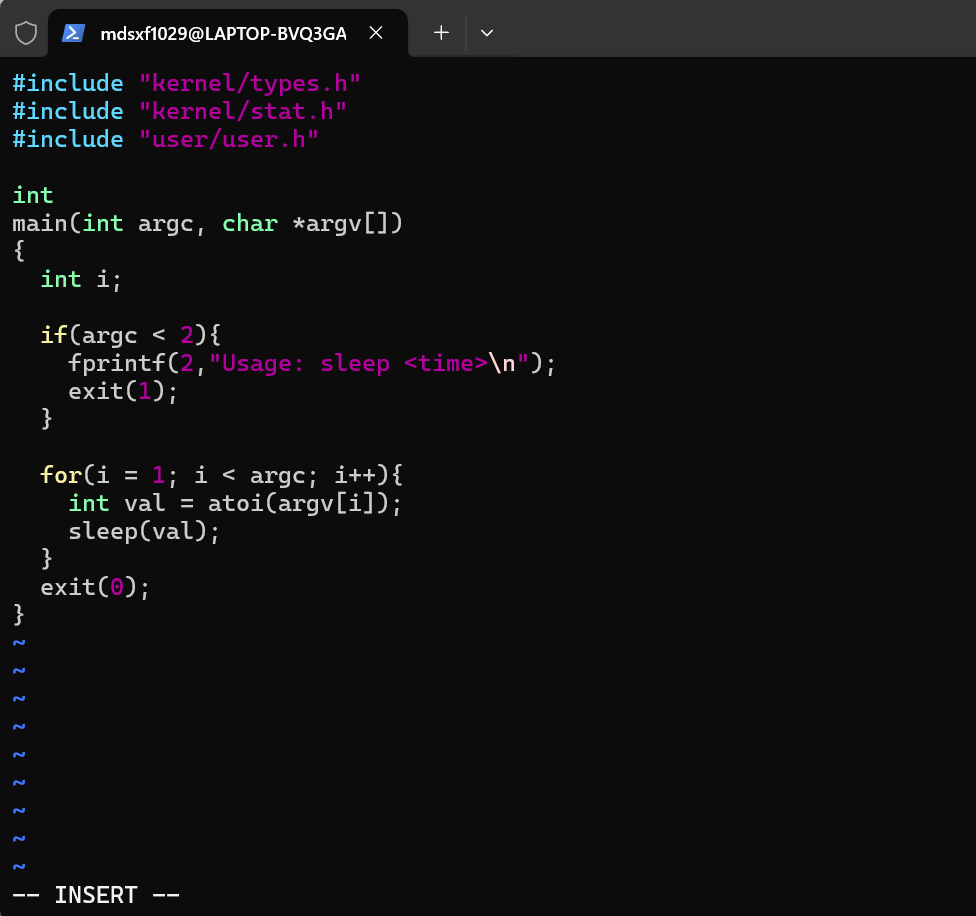 mdsxf1029@LAPTOP-BVQ3GA
#include "kernel/types.h"
#include "kernel/stat.h"
#include "user/user.h"
int
main(int argc, char *argv[])
{
  int i;
  if(argc < 2){
    fprintf(2,"Usage: sleep <time>\n");
    exit(1);
  }
  for(i = 1; i < argc; i++){
    int val = atoi(argv[i]);
    sleep(val);
  }
  exit(0);
}
~
~
~
~
~
~
~
~
~
-- INSERT --